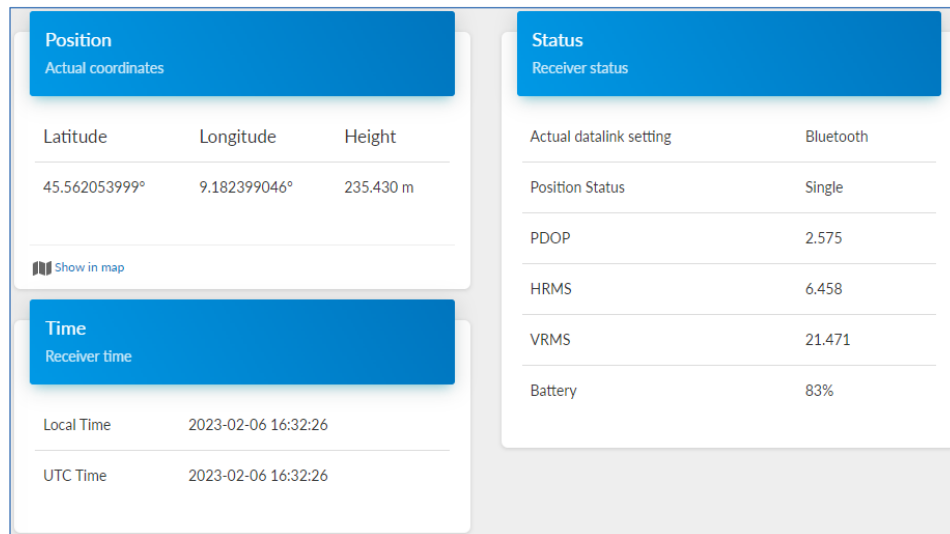 Position
Actual coordinates
Latitude Longitude Height
45.562053999° 9.182399046° 235.430 m
Show in map
Time
Receiver time
Local Time 2023-02-06 16:32:26
UTC Time 2023-02-06 16:32:26
Status
Receiver status
Actual datalink setting Bluetooth
Position Status Single
PDOP 2.575
HRMS 6.458
VRMS 21.471
Battery 83%